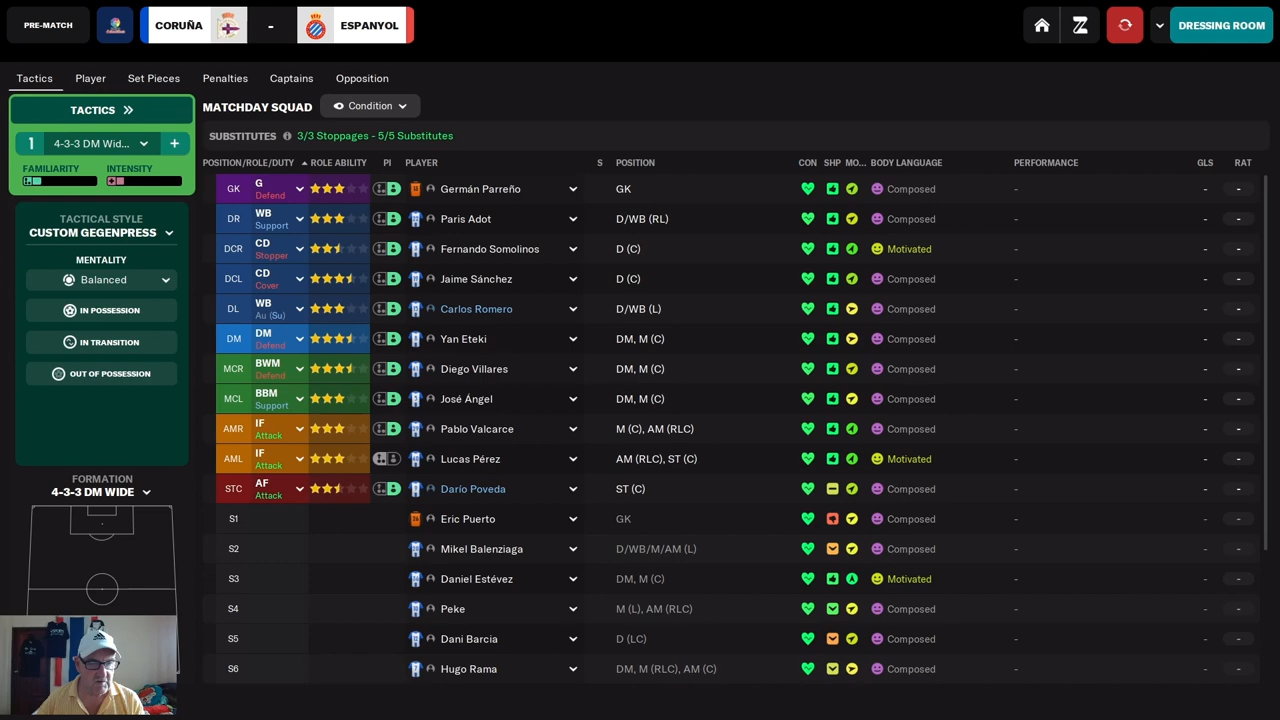 PRE-MATCH
CORUÑA
-
ESPANYOL
DRESSING ROOM
Tactics Player Set Pieces Penalties Captains Opposition
TACTICS
1 4-3-3 DM Wid... +
FAMILIARITY INTENSITY
TACTICAL STYLE
CUSTOM GEGENPRESS
MENTALITY
Balanced
IN POSSESSION
IN TRANSITION
OUT OF POSSESSION
FORMATION
4-3-3 DM WIDE
MATCHDAY SQUAD Condition
SUBSTITUTES 3/3 Stoppages - 5/5 Substitutes
POSITION/ROLE/DUTY ROLE ABILITY PI PLAYER S POSITION CON SHP MO... BODY LANGUAGE PERFORMANCE GLS RAT
GK G Defend Germán Parreño GK Composed - - -
DR WB Support Paris Adot D/WB (RL) Composed - - -
DCR CD Stopper Fernando Somolinos D (C) Motivated - - -
DCL CD Cover Jaime Sánchez D (C) Composed - - -
DL WB Au (Su) Carlos Romero D/WB (L) Composed - - -
DM DM Defend Yan Eteki DM, M (C) Composed - - -
MCR BWM Defend Diego Villares DM, M (C) Composed - - -
MCL BBM Support José Ángel DM, M (C) Composed - - -
AMR IF Attack Pablo Valcarce M (C), AM (RLC) Composed - - -
AML IF Attack Lucas Pérez AM (RLC), ST (C) Motivated - - -
STC AF Attack Darío Poveda ST (C) Composed - - -
S1 Eric Puerto GK Composed - - -
S2 Mikel Balenziaga D/WB/M/AM (L) Composed - - -
S3 Daniel Estévez DM, M (C) Motivated - - -
S4 Peke M (L), AM (RLC) Composed - - -
S5 Dani Barcia D (LC) Composed - - -
S6 Hugo Rama DM, M (RLC), AM (C) Composed - - -